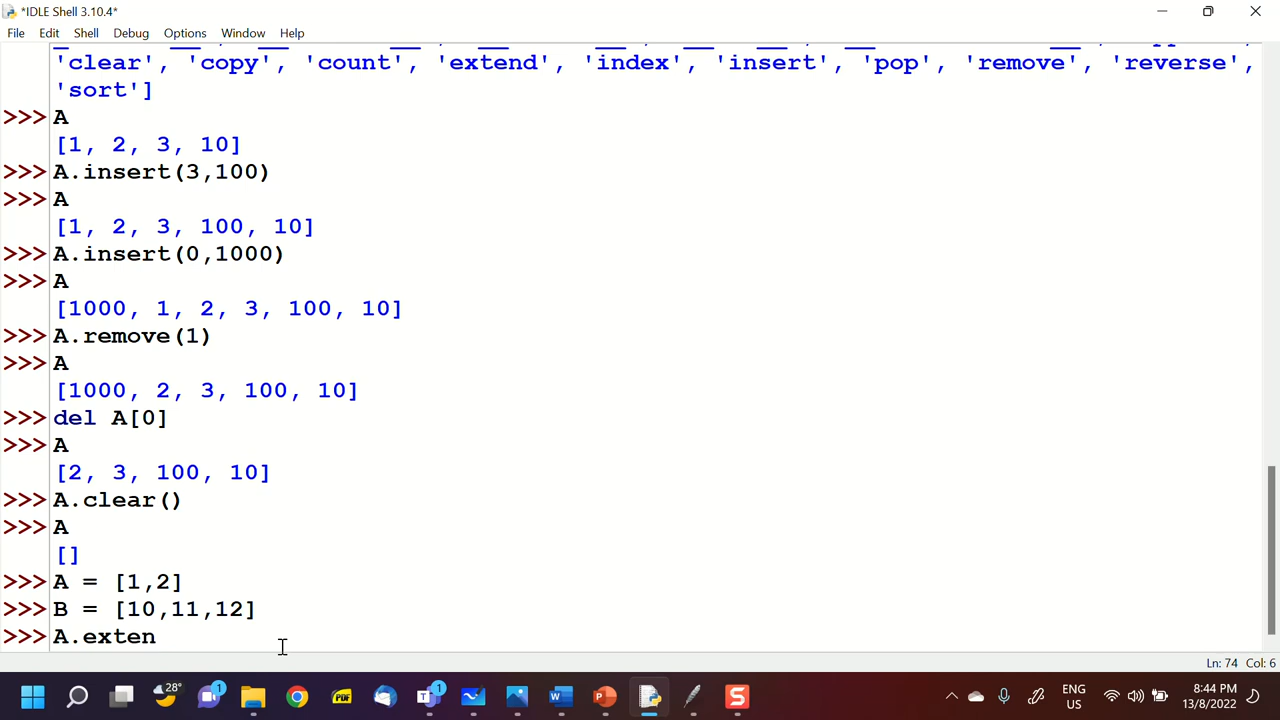 *IDLE Shell 3.10.4*
File Edit Shell Debug Options Window Help
'clear', 'copy', 'count', 'extend', 'index', 'insert', 'pop', 'remove', 'reverse',
'sort']
>>> A
[1, 2, 3, 10]
>>> A.insert(3,100)
>>> A
[1, 2, 3, 100, 10]
>>> A.insert(0,1000)
>>> A
[1000, 1, 2, 3, 100, 10]
>>> A.remove(1)
>>> A
[1000, 2, 3, 100, 10]
>>> del A[0]
>>> A
[2, 3, 100, 10]
>>> A.clear()
>>> A
[]
>>> A = [1,2]
>>> B = [10,11,12]
>>> A.exten
Ln: 74 Col: 6
28° 1 PDF 1 ENG 8:44 PM
US 13/8/2022